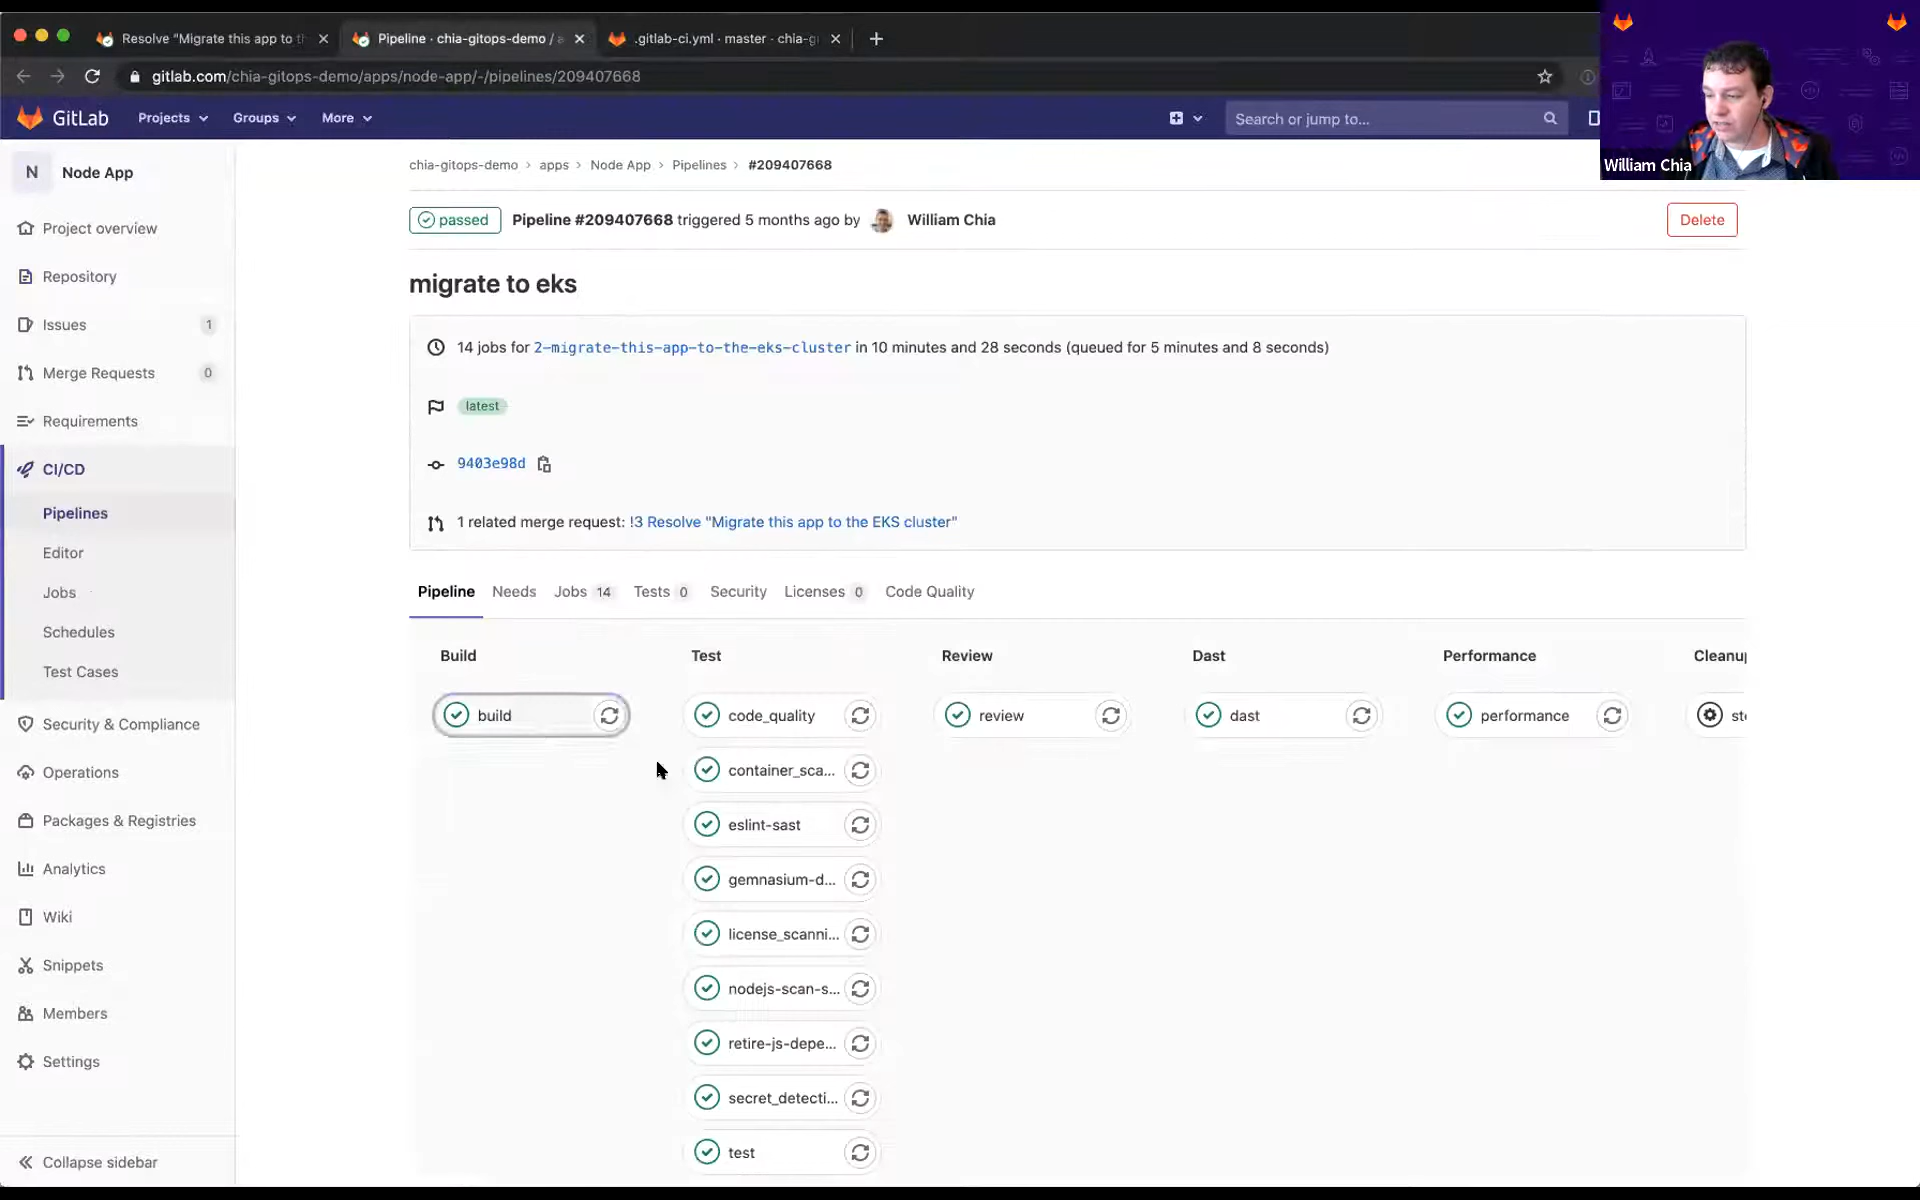 Resolve "Migrate this app to th
Pipeline · chia-gitops-demo / a
.gitlab-ci.yml · master · chia-gi
gitlab.com/chia-gitops-demo/apps/node-app/-/pipelines/209407668
GitLab
Projects
Groups
More
Search or jump to...
William Chia
N
Node App
Project overview
Repository
Issues 1
Merge Requests 0
Requirements
CI/CD
Pipelines
Editor
Jobs
Schedules
Test Cases
Security & Compliance
Operations
Packages & Registries
Analytics
Wiki
Snippets
Members
Settings
Collapse sidebar
chia-gitops-demo › apps › Node App › Pipelines › #209407668
passed Pipeline #209407668 triggered 5 months ago by William Chia
Delete
migrate to eks
14 jobs for 2-migrate-this-app-to-the-eks-cluster in 10 minutes and 28 seconds (queued for 5 minutes and 8 seconds)
latest
9403e98d
1 related merge request: !3 Resolve "Migrate this app to the EKS cluster"
Pipeline Needs Jobs 14 Tests 0 Security Licenses 0 Code Quality
Build Test Review Dast Performance Cleanup
build code_quality review dast performance sto
container_sca...
eslint-sast
gemnasium-d...
license_scanni...
nodejs-scan-s...
retire-js-depe...
secret_detecti...
test